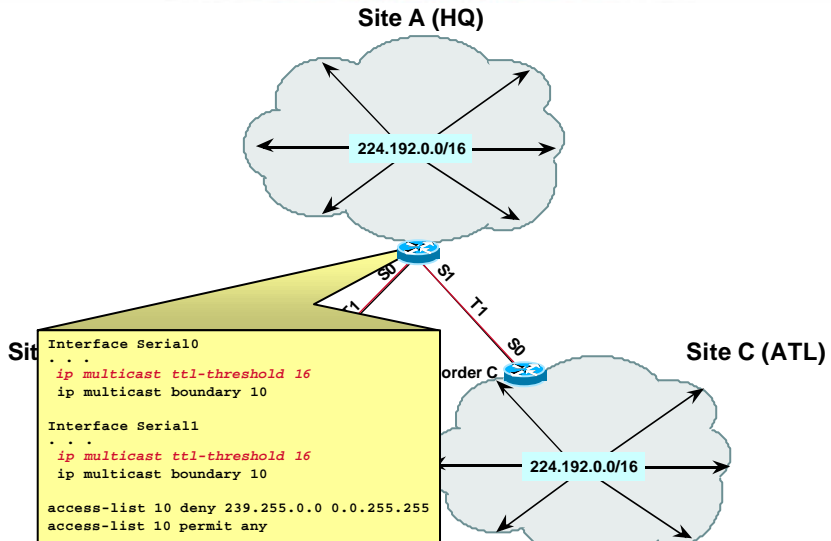 Site A (HQ)
224.192.0.0/16
S0
S1
T1
T1
S0
Site C (ATL)
order C
224.192.0.0/16
Sit
Interface Serial0
. . .
ip multicast ttl-threshold 16
ip multicast boundary 10
Interface Serial1
. . .
ip multicast ttl-threshold 16
ip multicast boundary 10
access-list 10 deny 239.255.0.0 0.0.255.255
access-list 10 permit any